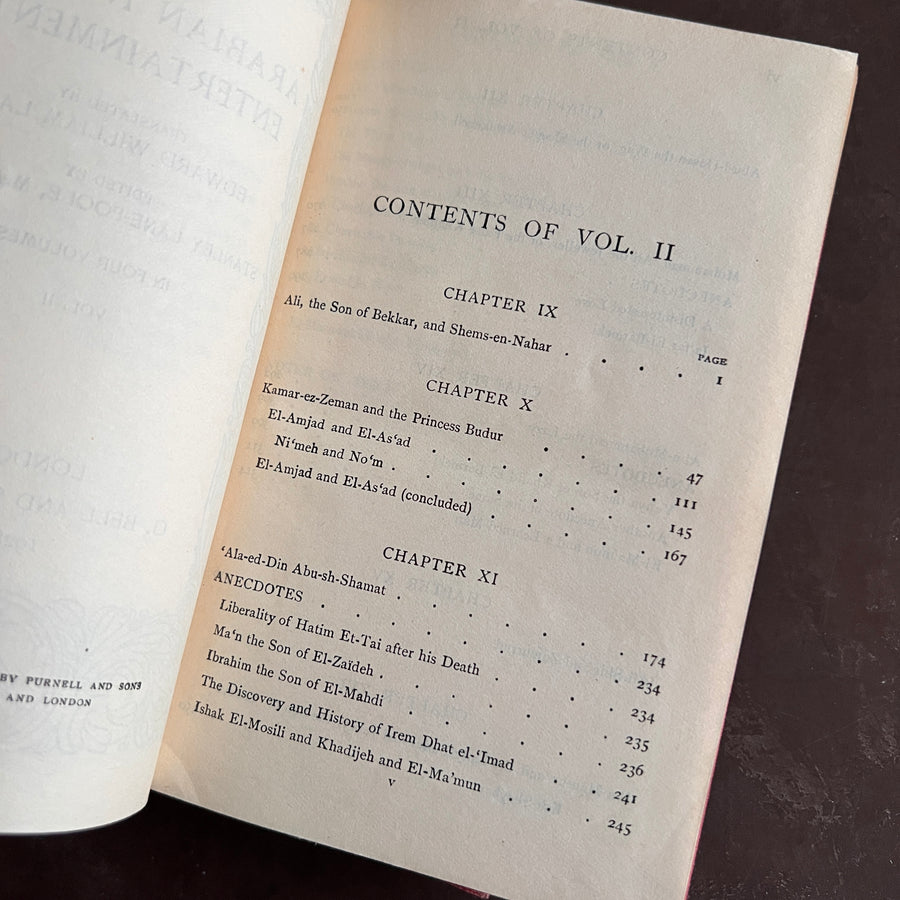 BY PURNELL AND SONS
AND LONDON
CONTENTS OF VOL. II
CHAPTER IX
PAGE
Ali, the Son of Bekkar, and Shems-en-Nahar . . . . 1
CHAPTER X
Kamar-ez-Zeman and the Princess Budur . . . . 47
El-Amjad and El-As‘ad . . . . . . . 111
Ni‘meh and No‘m . . . . . . . . 145
El-Amjad and El-As‘ad (concluded) . . . . . 167
CHAPTER XI
‘Ala-ed-Din Abu-sh-Shamat . . . . . . . 174
ANECDOTES . . . . . . . . . 234
Liberality of Hatim Et-Tai after his Death . . . . 234
Ma‘n the Son of El-Zaïdeh . . . . . . . 235
Ibrahim the Son of El-Mahdi . . . . . . 236
The Discovery and History of Irem Dhat el-‘Imad . . 241
Ishak El-Mosili and Khadijeh and El-Ma’mun . . . 245
v